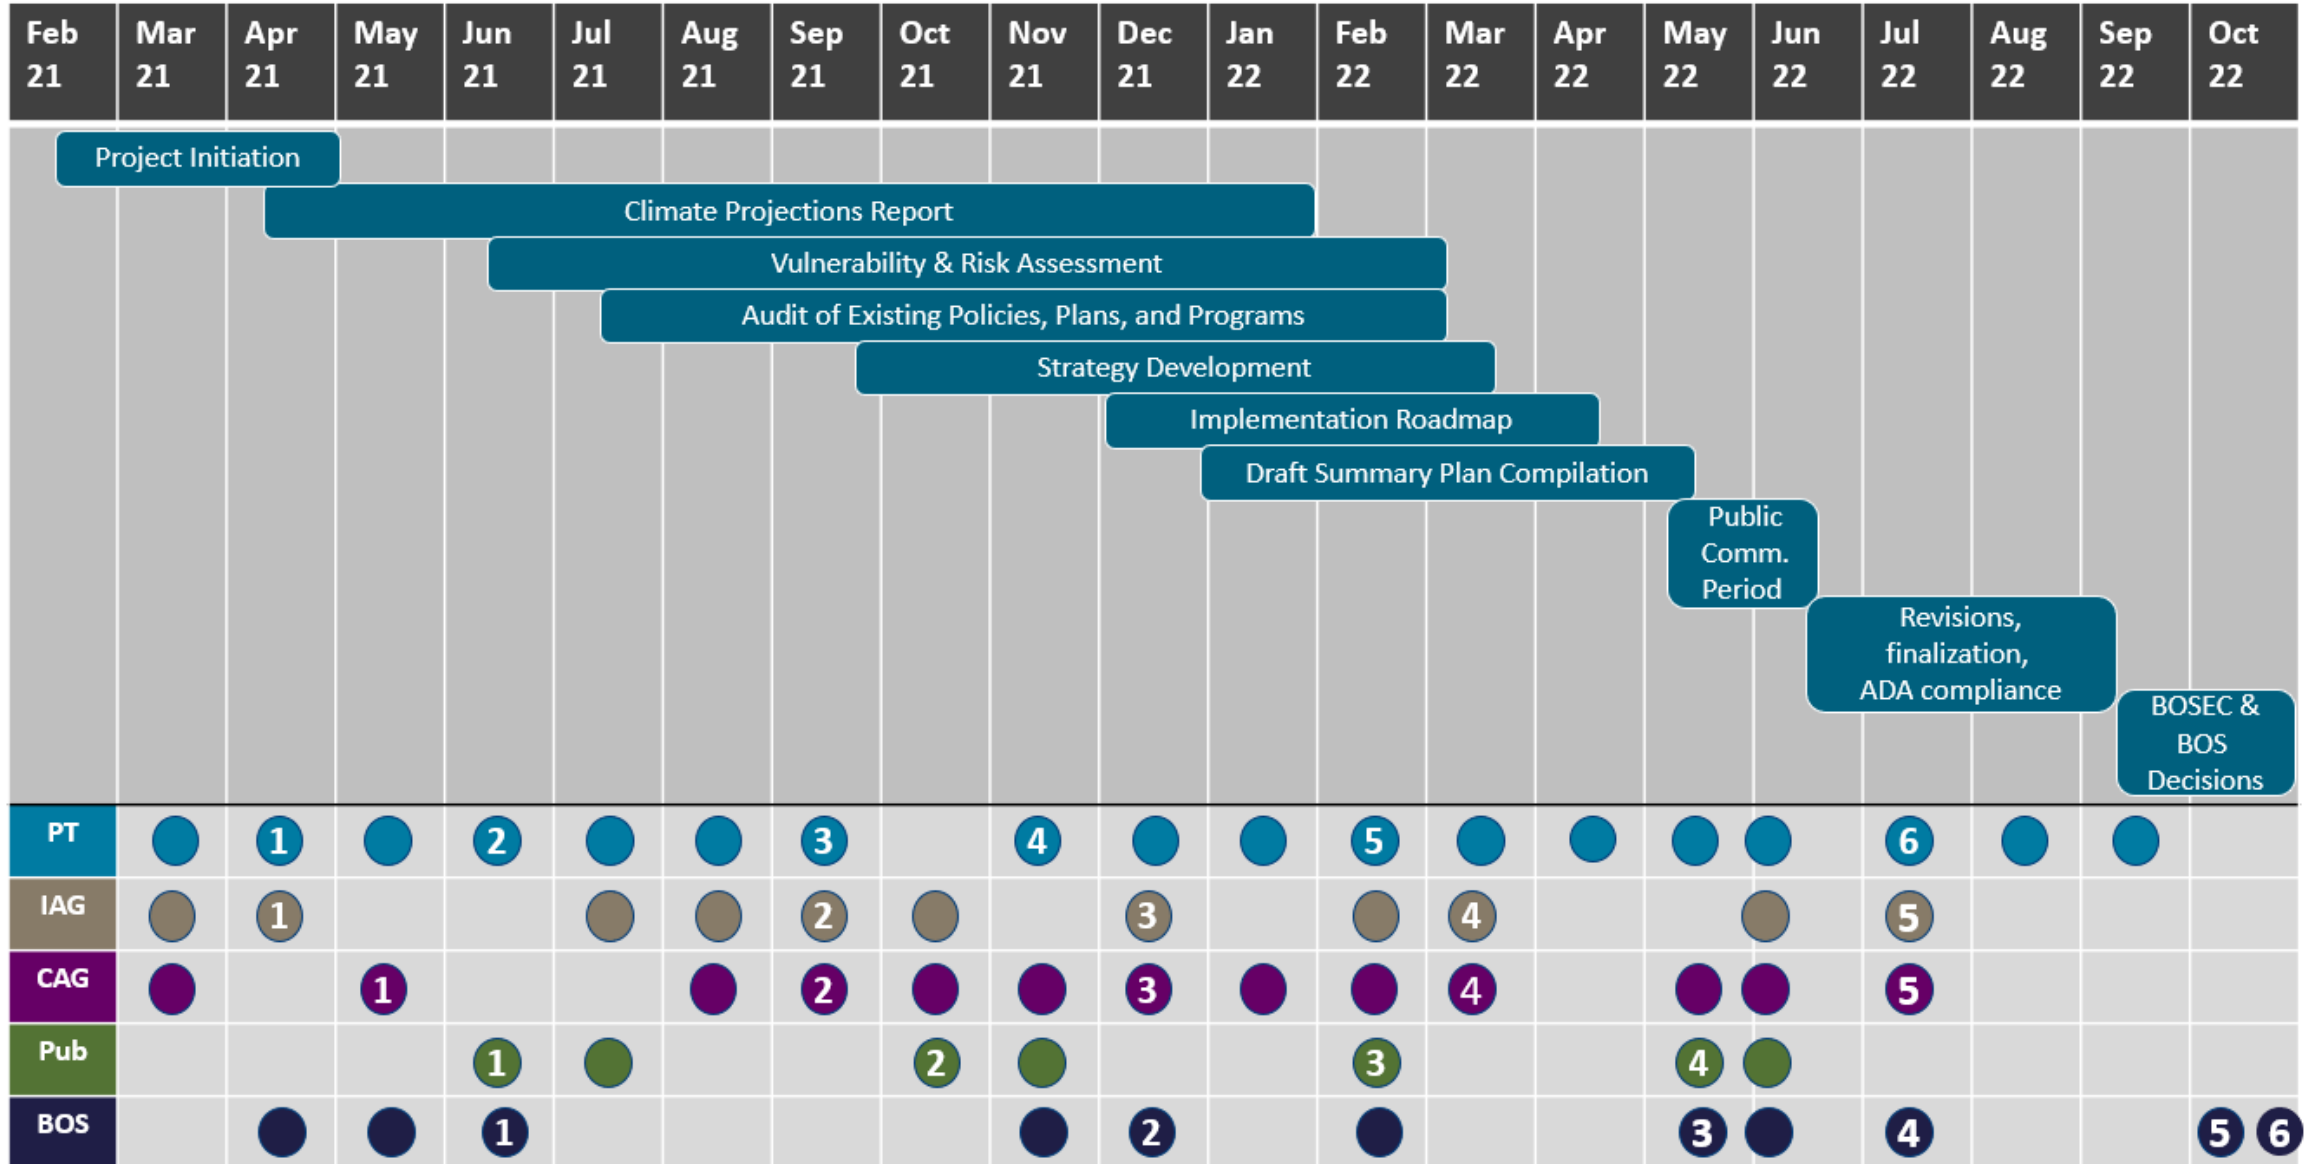 Feb Mar Apr May Jun Jul Aug Sep Oct Nov Dec Jan Feb Mar Apr May Jun Jul Aug Sep Oct
21 21 21 21 21 21 21 21 21 21 21 22 22 22 22 22 22 22 22 22 22
Project Initiation
Climate Projections Report
Vulnerability & Risk Assessment
Audit of Existing Policies, Plans, and Programs
Strategy Development
Implementation Roadmap
Draft Summary Plan Compilation
Public
Comm.
Period
Revisions,
finalization,
ADA compliance
BOSEC &
BOS
Decisions
PT 1 2 3 4 5 6
IAG 1 2 3 4 5
CAG 1 2 3 4 5
Pub 1 2 3 4
BOS 1 2 3 4 5 6